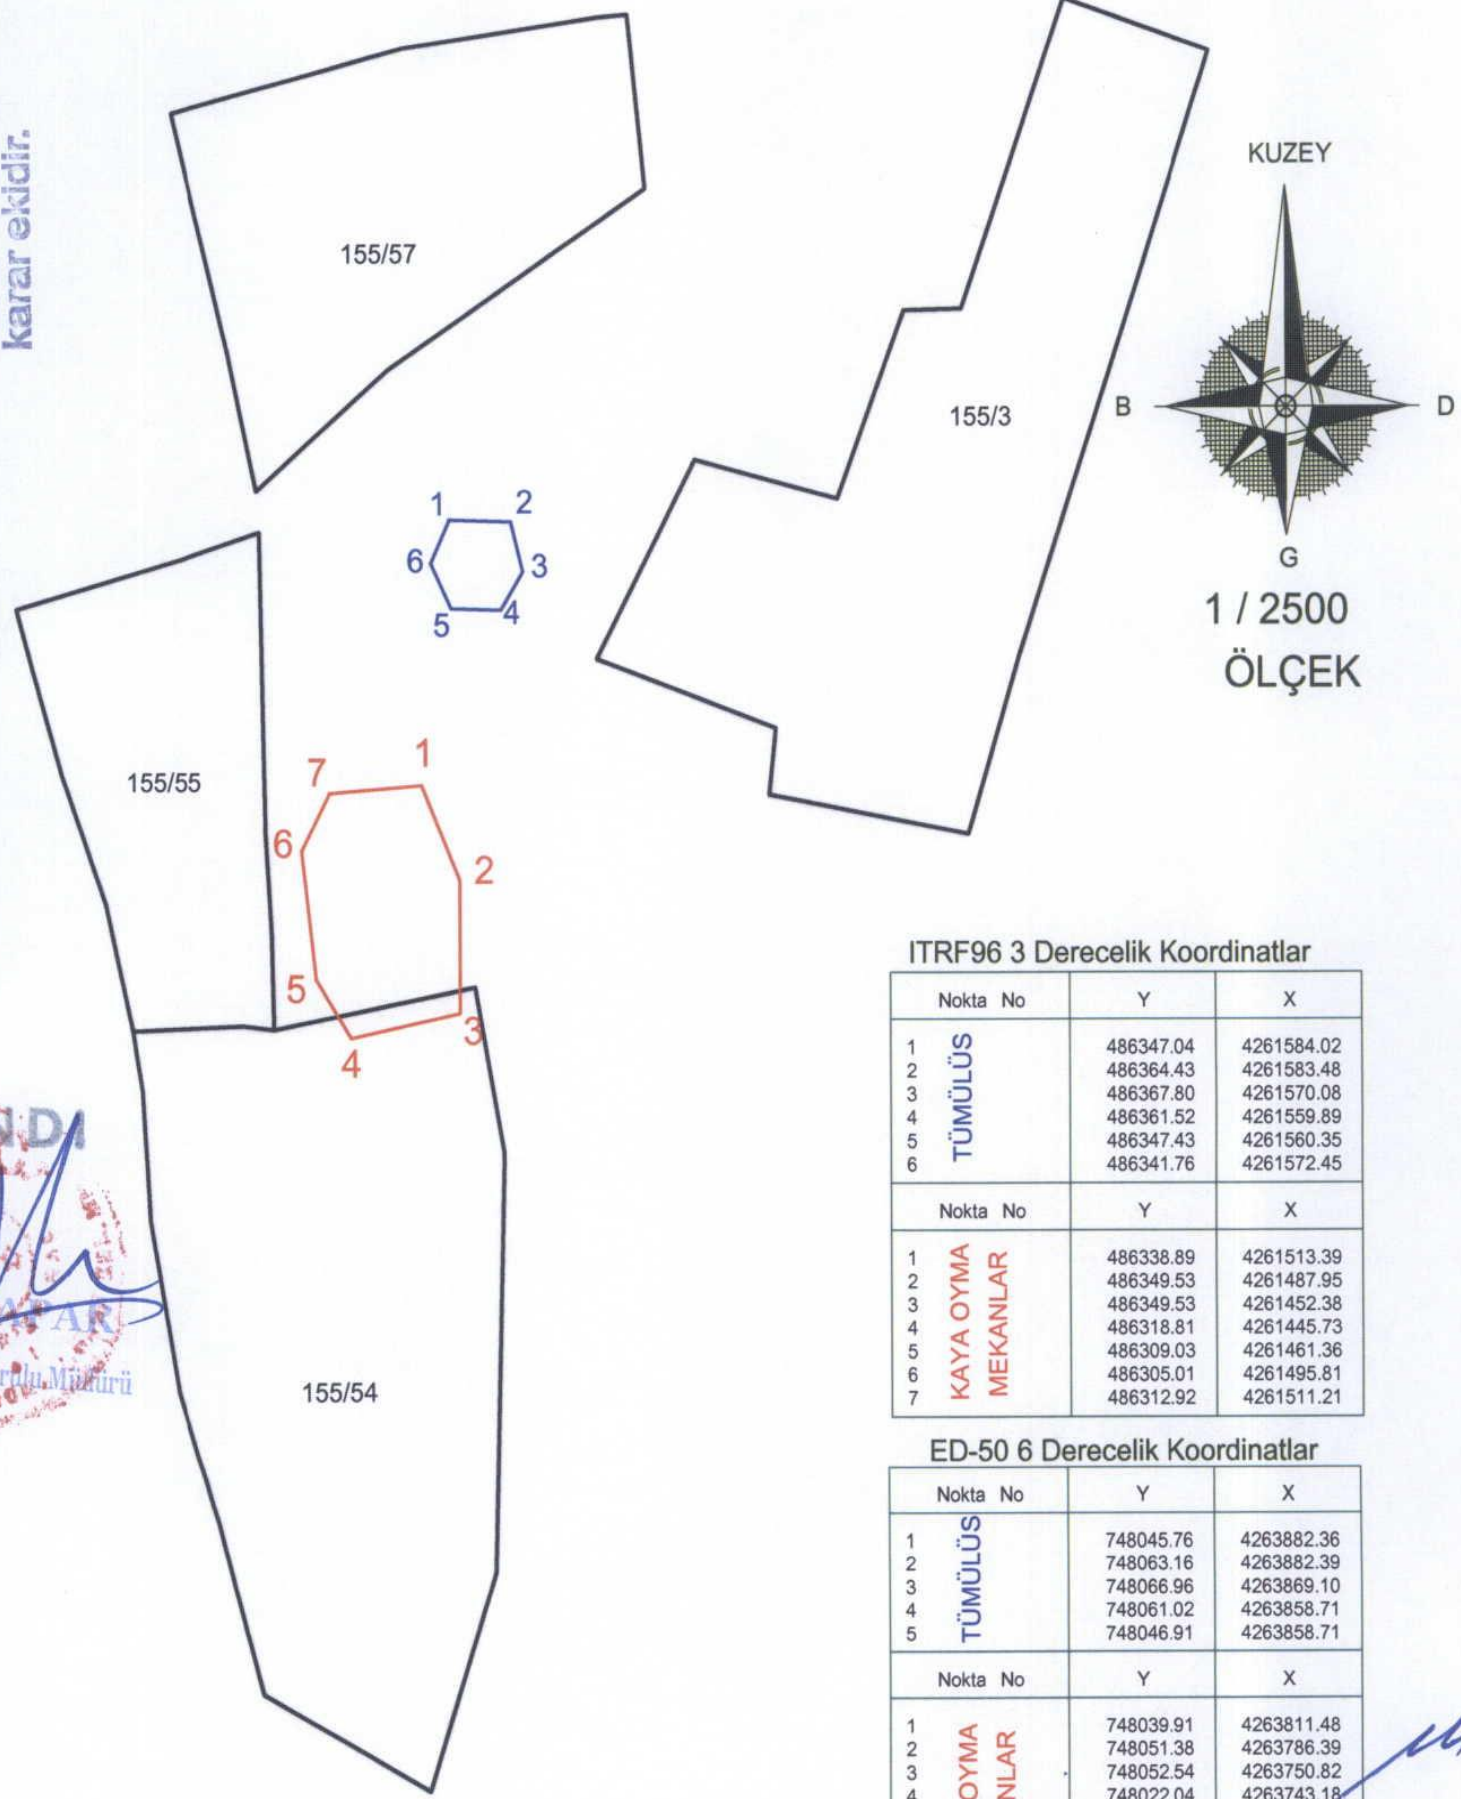 karar ekidir.
155/57
KUZEY
155/3
B
D
G
1 / 2500
ÖLÇEK
1
2
6
3
5
4
155/55
1
7
6
2
5
3
4
155/54
ITRF96 3 Derecelik Koordinatlar
Nokta No Y X
TÜMÜLÜS
1 486347.04 4261584.02
2 486364.43 4261583.48
3 486367.80 4261570.08
4 486361.52 4261559.89
5 486347.43 4261560.35
6 486341.76 4261572.45
Nokta No Y X
KAYA OYMA
MEKANLAR
1 486338.89 4261513.39
2 486349.53 4261487.95
3 486349.53 4261452.38
4 486318.81 4261445.73
5 486309.03 4261461.36
6 486305.01 4261495.81
7 486312.92 4261511.21
ED-50 6 Derecelik Koordinatlar
Nokta No Y X
TÜMÜLÜS
1 748045.76 4263882.36
2 748063.16 4263882.39
3 748066.96 4263869.10
4 748061.02 4263858.71
5 748046.91 4263858.71
Nokta No Y X
OYMA
NLAR
1 748039.91 4263811.48
2 748051.38 4263786.39
3 748052.54 4263750.82
4 748022.04 4263743.18